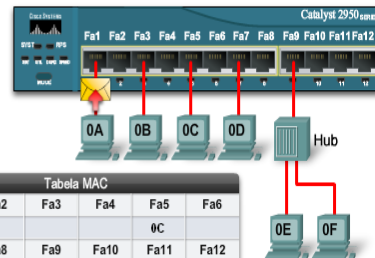 Cisco Systems
Catalyst 2950 SERIES
Fa1 Fa2 Fa3 Fa4 Fa5 Fa6 Fa7 Fa8 Fa9 Fa10 Fa11 Fa12
SYST RPS
MODE
0A 0B 0C 0D
Hub
Tabela MAC
Fa3 Fa4 Fa5 Fa6
0C
Fa9 Fa10 Fa11 Fa12
0E 0F